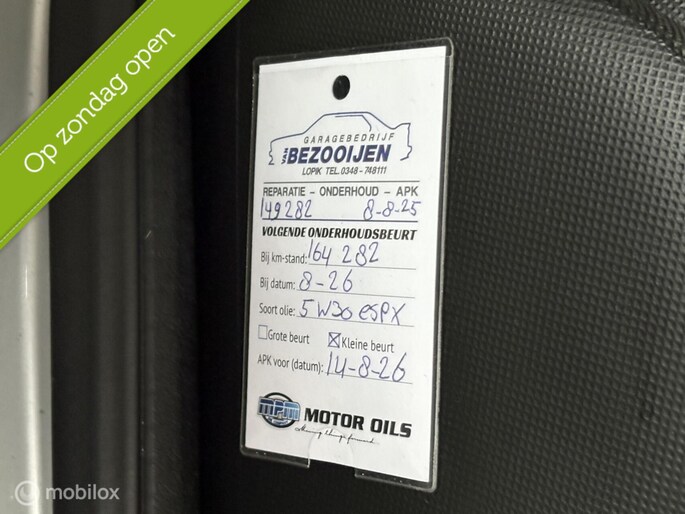 Op zondag open
GARAGEBEDRIJF
VAN BEZOOIJEN
LOPIK TEL.0348 - 748111
REPARATIE - ONDERHOUD - APK
149282 8-8-25
VOLGENDE ONDERHOUDSBEURT
Bij km-stand: 164 282
Bij datum: 8-26
Soort olie: 5W30 ESPX
Grote beurt Kleine beurt
APK voor (datum): 14-8-26
MPM MOTOR OILS
mobilox